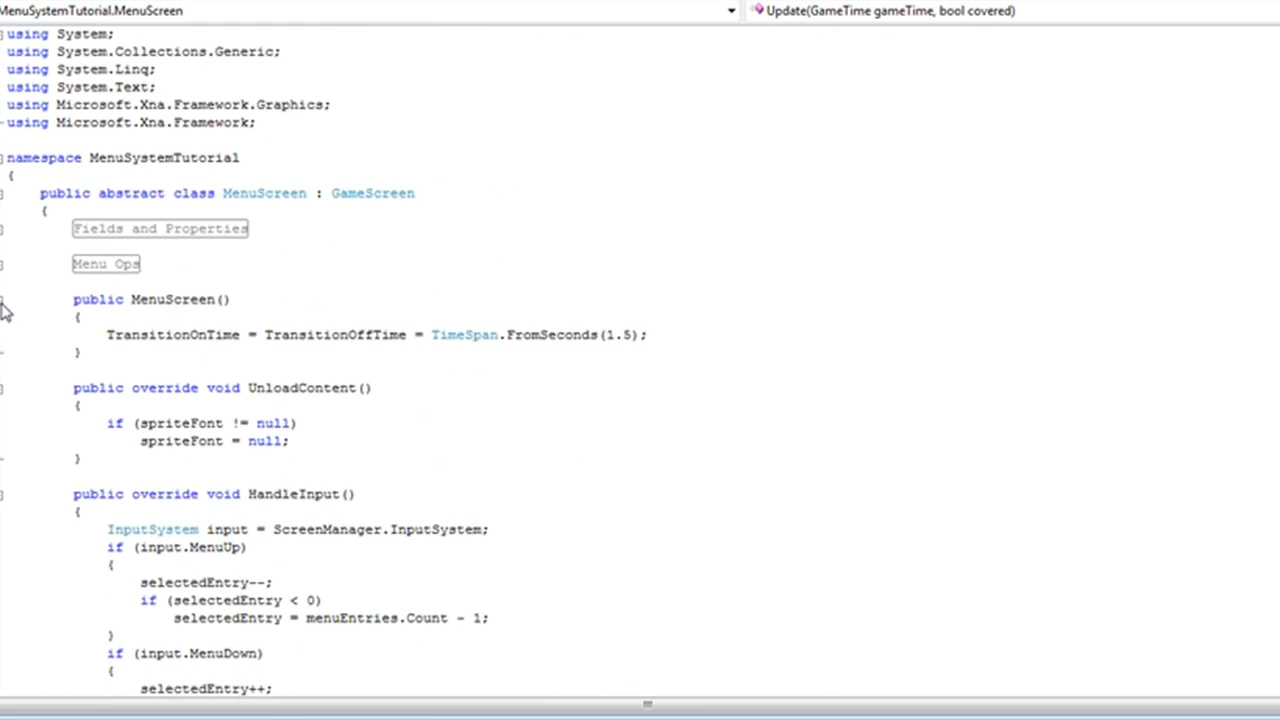 MenuSystemTutorial.MenuScreen
Update(GameTime gameTime, bool covered)
using System;
using System.Collections.Generic;
using System.Linq;
using System.Text;
using Microsoft.Xna.Framework.Graphics;
using Microsoft.Xna.Framework;
namespace MenuSystemTutorial
{
public abstract class MenuScreen : GameScreen
{
Fields and Properties
Menu Ops
public MenuScreen()
{
TransitionOnTime = TransitionOffTime = TimeSpan.FromSeconds(1.5);
}
public override void UnloadContent()
{
if (spriteFont != null)
spriteFont = null;
}
public override void HandleInput()
{
InputSystem input = ScreenManager.InputSystem;
if (input.MenuUp)
{
selectedEntry--;
if (selectedEntry < 0)
selectedEntry = menuEntries.Count - 1;
}
if (input.MenuDown)
{
selectedEntry++;